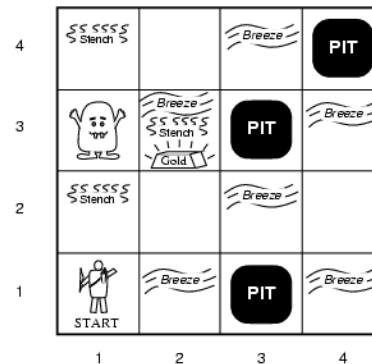 4
Stench
Breeze
PIT
3
Breeze
Stench
Gold
PIT
Breeze
2
Stench
Breeze
1
START
Breeze
PIT
Breeze
1 2 3 4